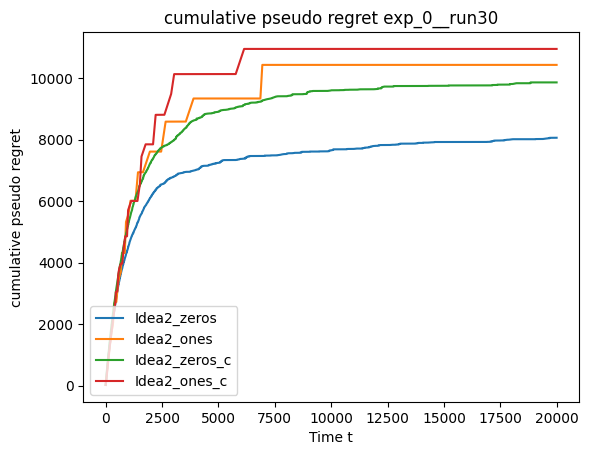 cumulative pseudo regret exp_0__run30
cumulative pseudo regret
10000
8000
6000
4000
2000
0
Idea2_zeros
Idea2_ones
Idea2_zeros_c
Idea2_ones_c
0 2500 5000 7500 10000 12500 15000 17500 20000
Time t